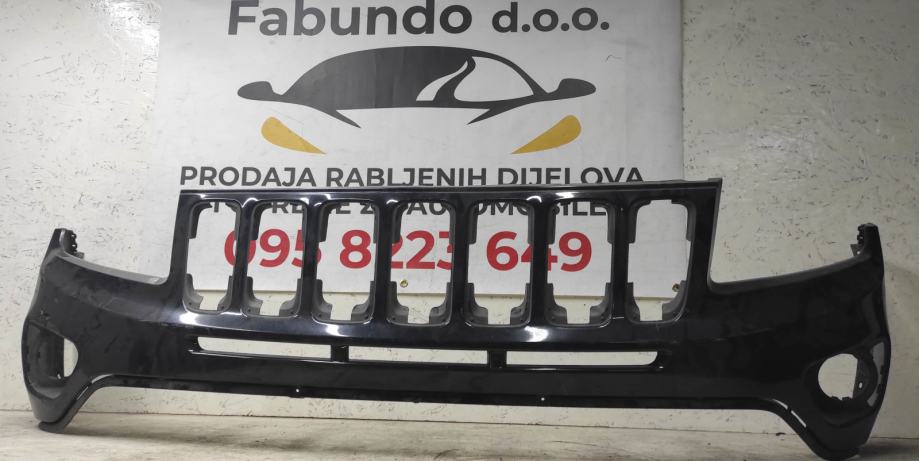 Fabundo d.o.o.
PRODAJA RABLJENIH DIJELOVA
095 8223 649